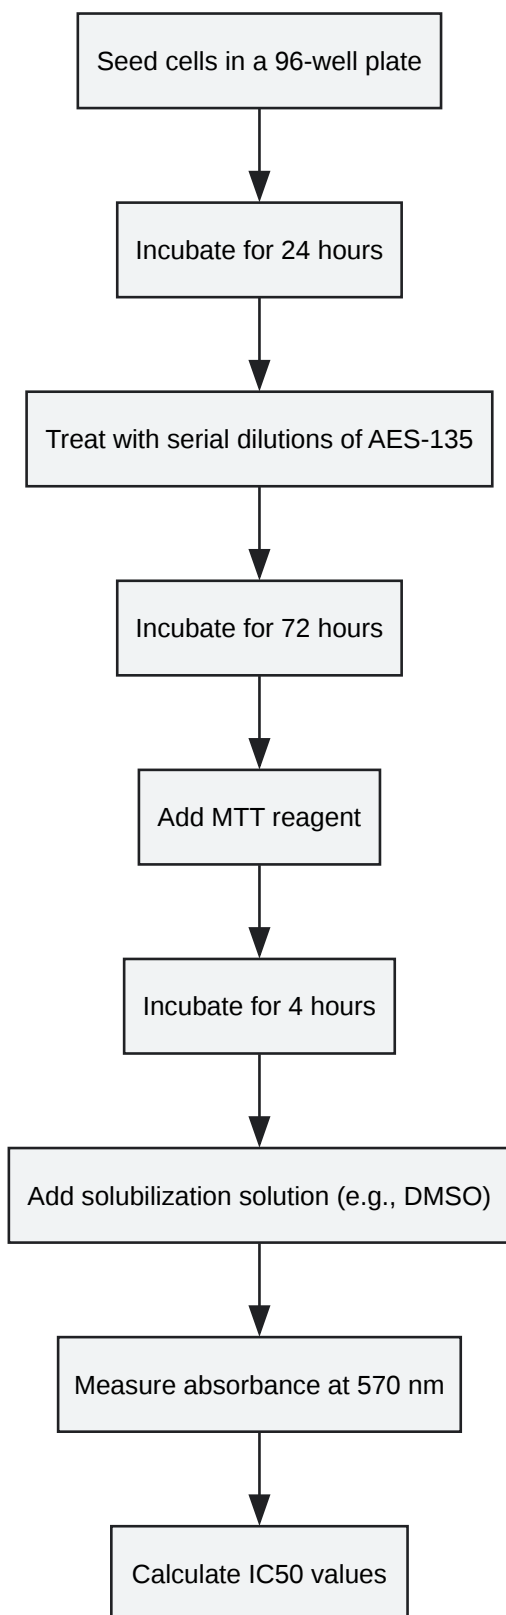 Seed cells in a 96-well plate
Incubate for 24 hours
Treat with serial dilutions of AES-135
Incubate for 72 hours
Add MTT reagent
Incubate for 4 hours
Add solubilization solution (e.g., DMSO)
Measure absorbance at 570 nm
Calculate IC50 values